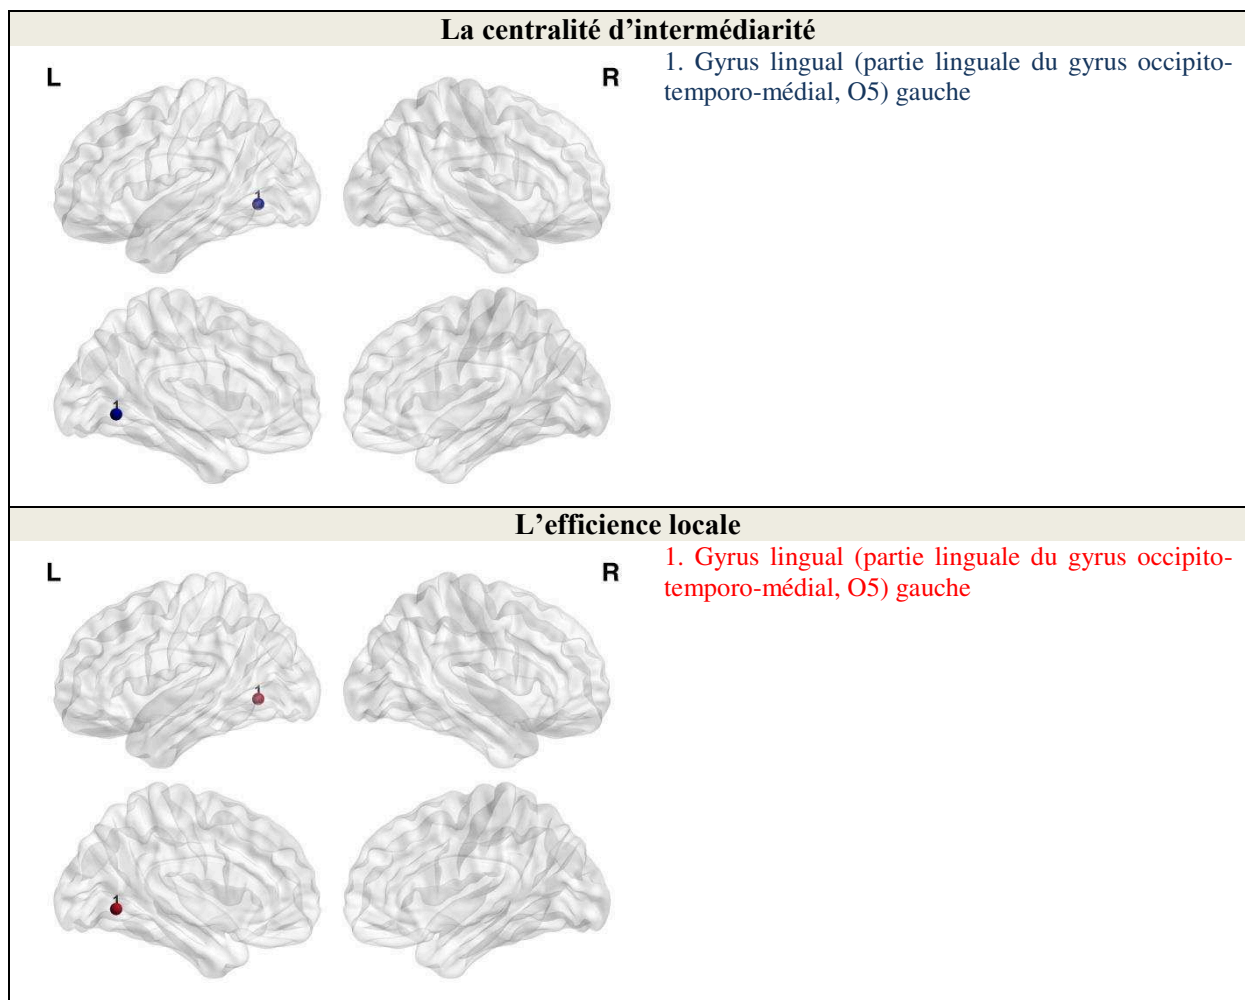 La centralité d’intermédiarité
L
R
1. Gyrus lingual (partie linguale du gyrus occipito-
temporo-médial, O5) gauche
1
1
L’efficience locale
L
R
1. Gyrus lingual (partie linguale du gyrus occipito-
temporo-médial, O5) gauche
1
1